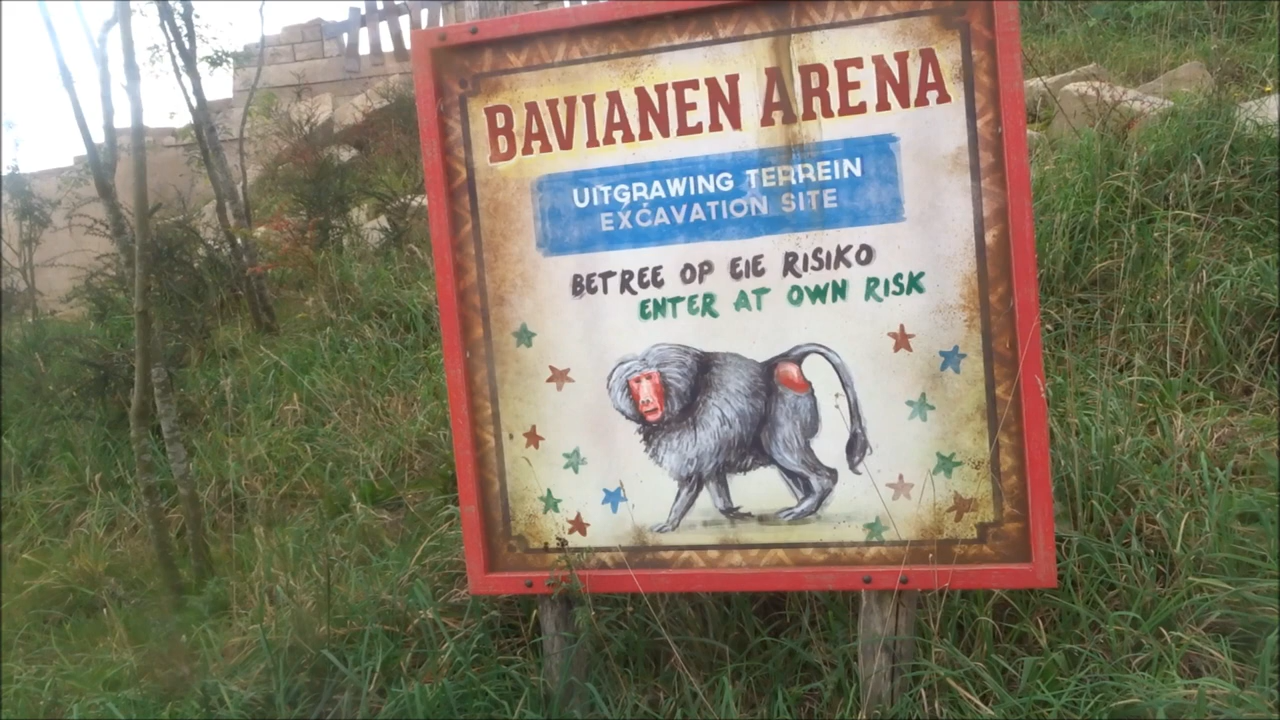 BAVIANEN ARENA
UITGRAWING TERREIN
EXCAVATION SITE
BETREE OP EIE RISIKO
ENTER AT OWN RISK